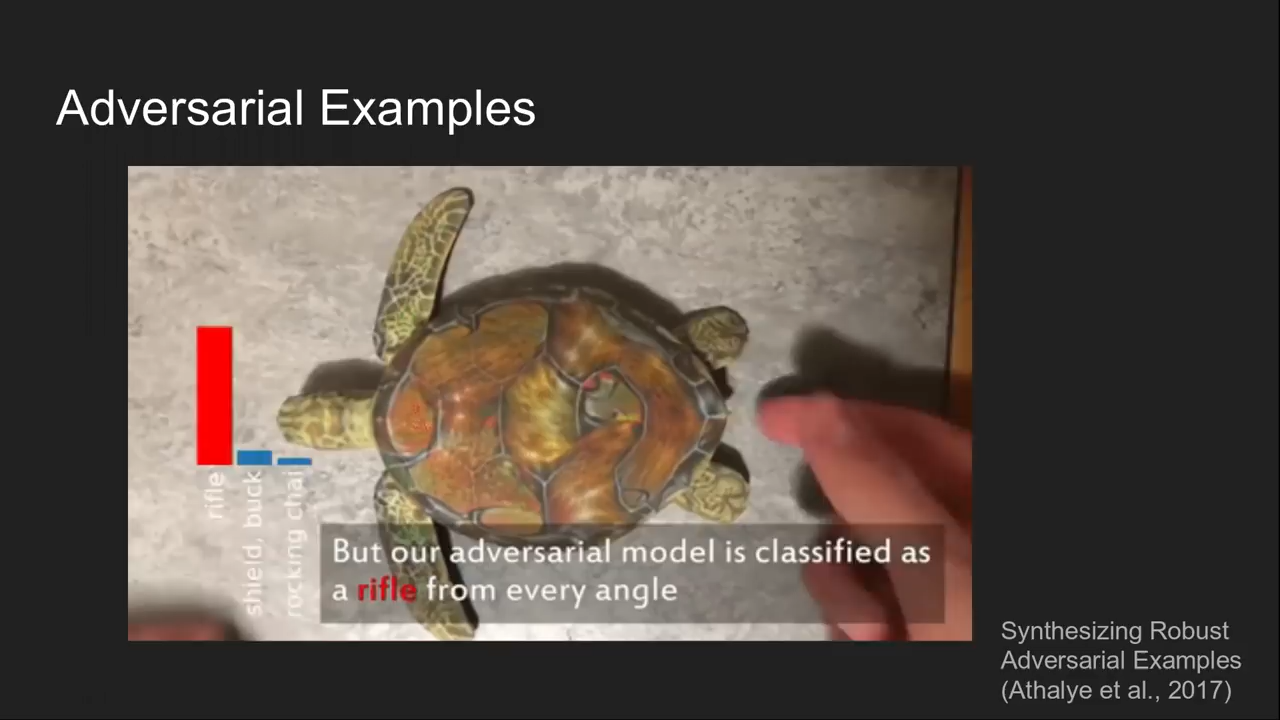 Adversarial Examples
rifle
shield, buck
rocking chai
But our adversarial model is classified as
a rifle from every angle
Synthesizing Robust
Adversarial Examples
(Athalye et al., 2017)